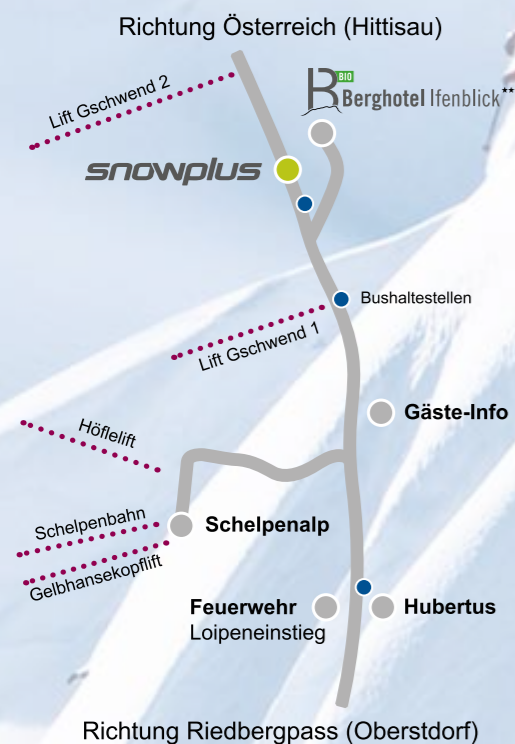 Richtung Österreich (Hittisau)
Lift Gschwend 2
B BIO
Berghotel Ifenblick**
snowplus
Bushaltestellen
Lift Gschwend 1
Gäste-Info
Höflelift
Schelpenbahn
Schelpenalp
Gelbhansekopflift
Feuerwehr
Loipeneinstieg
Hubertus
Richtung Riedbergpass (Oberstdorf)